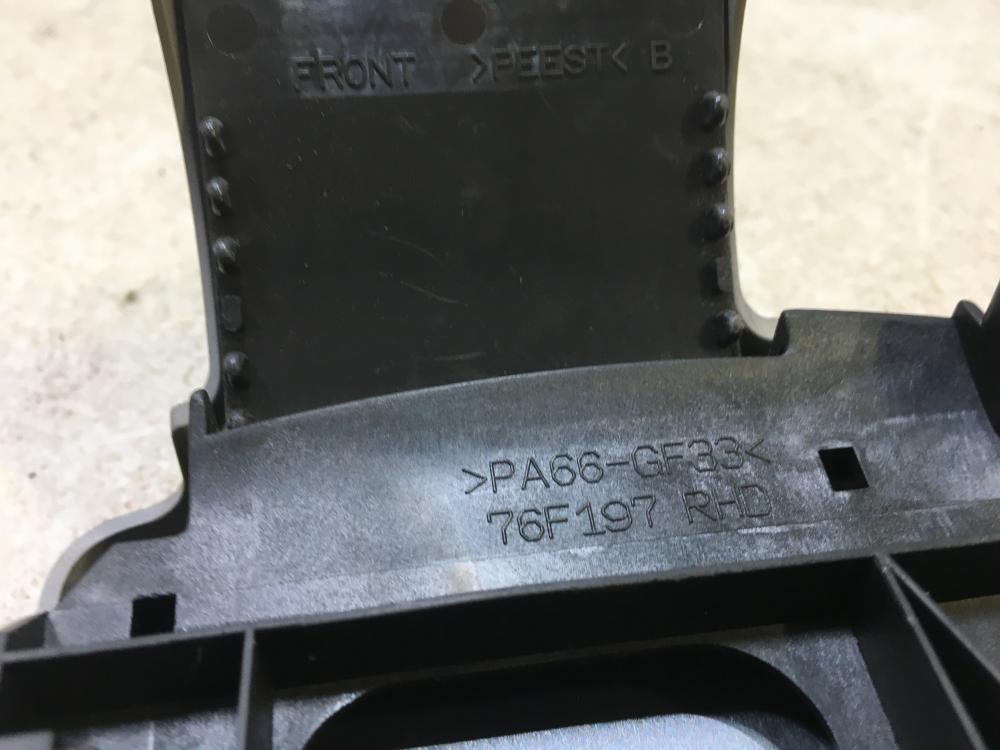 FRONT >PEEST< B
>PA66-GF33<
76F197 RHD